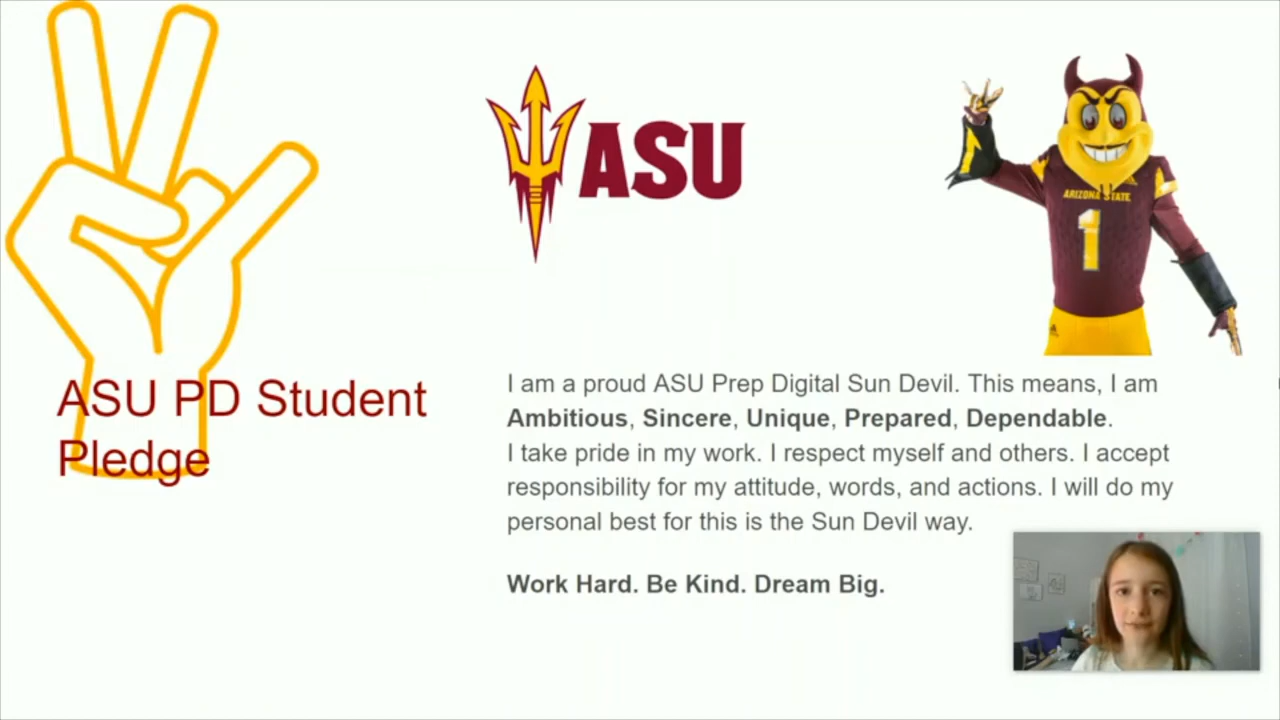 ASU
ARIZONA STATE
1
ASU PD Student
Pledge
I am a proud ASU Prep Digital Sun Devil. This means, I am
Ambitious, Sincere, Unique, Prepared, Dependable.
I take pride in my work. I respect myself and others. I accept
responsibility for my attitude, words, and actions. I will do my
personal best for this is the Sun Devil way.
Work Hard. Be Kind. Dream Big.